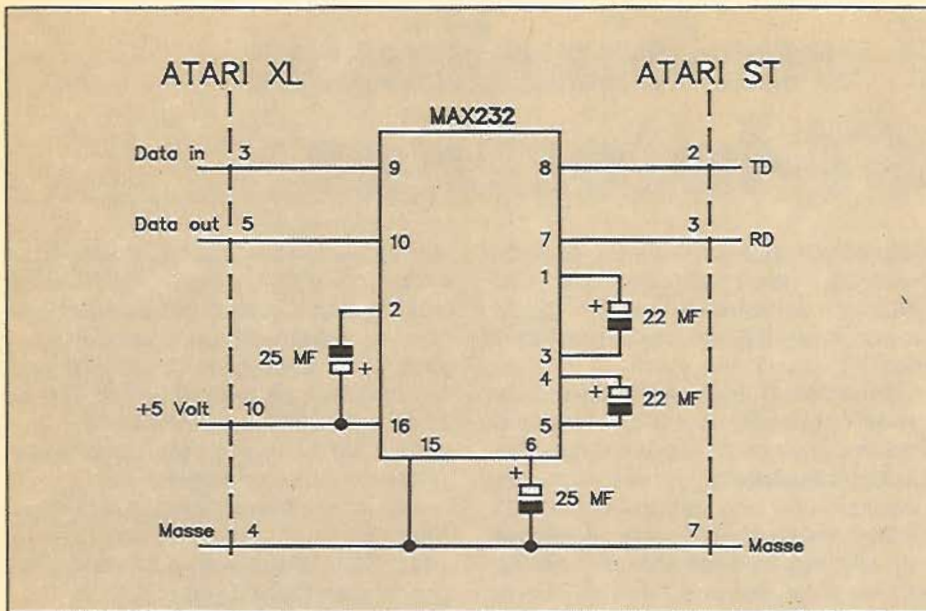 ATARI XL
ATARI ST
MAX232
Data in 3
9
8
2
TD
Data out 5
10
7
3
RD
1
2
+
22 MF
25 MF
+
3
4
+
22 MF
+5 Volt 10
16
15
6
5
+
25 MF
Masse 4
7
Masse